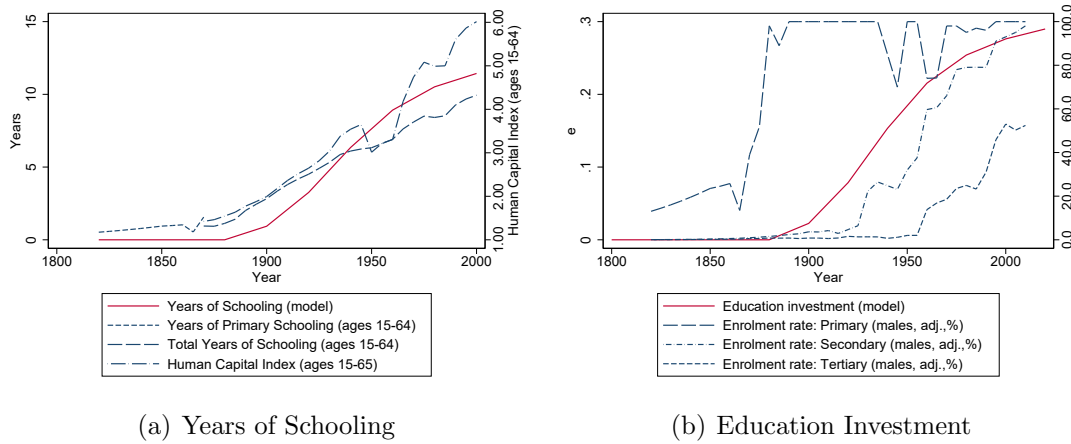 15
10
5
0
Years
6.00
5.00
4.00
3.00
2.00
1.00
Human Capital Index (ages 15-64)
1800
1850
1900
1950
2000
Year
Years of Schooling (model)
Years of Primary Schooling (ages 15-64)
Total Years of Schooling (ages 15-64)
Human Capital Index (ages 15-65)
(a) Years of Schooling
.3
.2
.1
0
e
100.0
80.0
60.0
40.0
20.0
0.0
1800
1850
1900
1950
2000
Year
Education investment (model)
Enrolment rate: Primary (males, adj.,%)
Enrolment rate: Secondary (males, adj.,%)
Enrolment rate: Tertiary (males, adj.,%)
(b) Education Investment